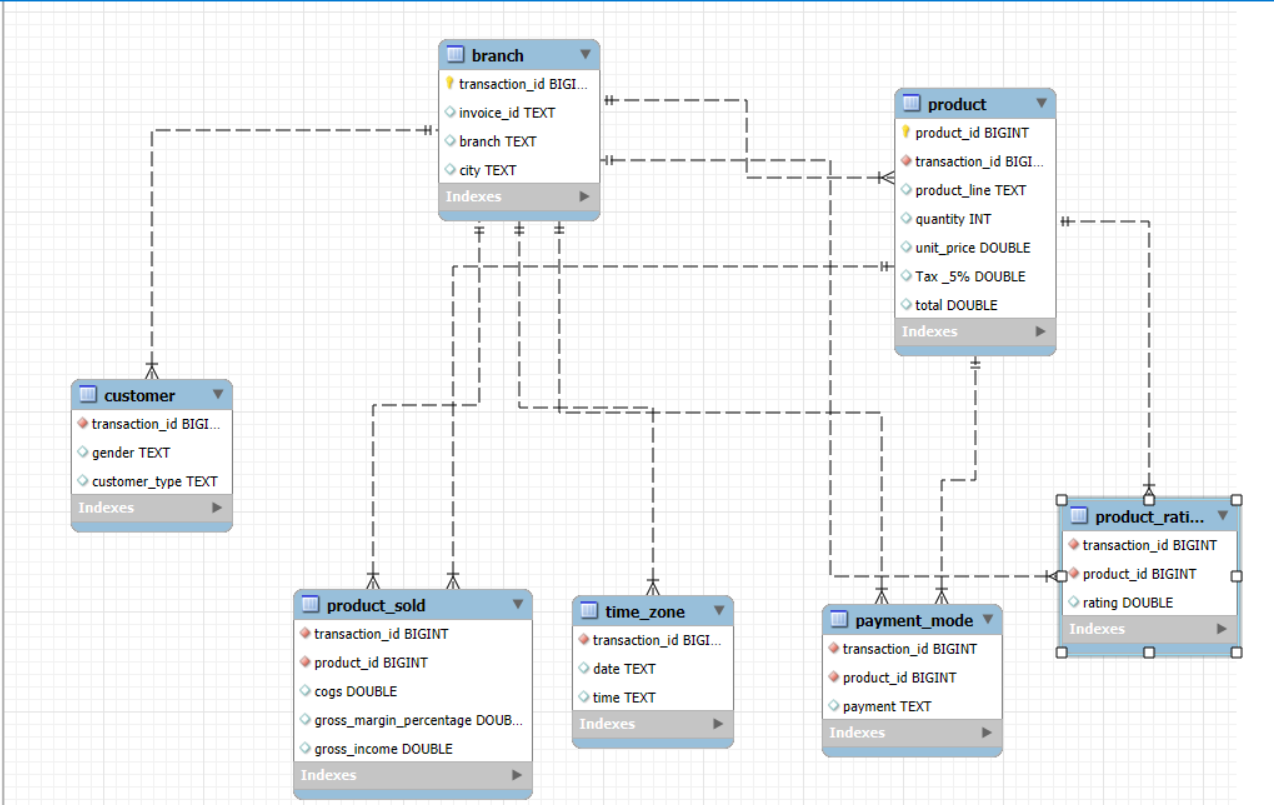 branch
transaction_id BIGI...
invoice_id TEXT
branch TEXT
city TEXT
Indexes
product
product_id BIGINT
transaction_id BIGI...
product_line TEXT
quantity INT
unit_price DOUBLE
Tax _5% DOUBLE
total DOUBLE
Indexes
customer
transaction_id BIGI...
gender TEXT
customer_type TEXT
Indexes
product_sold
transaction_id BIGINT
product_id BIGINT
cogs DOUBLE
gross_margin_percentage DOUB...
gross_income DOUBLE
Indexes
time_zone
transaction_id BIGI...
date TEXT
time TEXT
Indexes
payment_mode
transaction_id BIGINT
product_id BIGINT
payment TEXT
Indexes
product_rati...
transaction_id BIGINT
product_id BIGINT
rating DOUBLE
Indexes